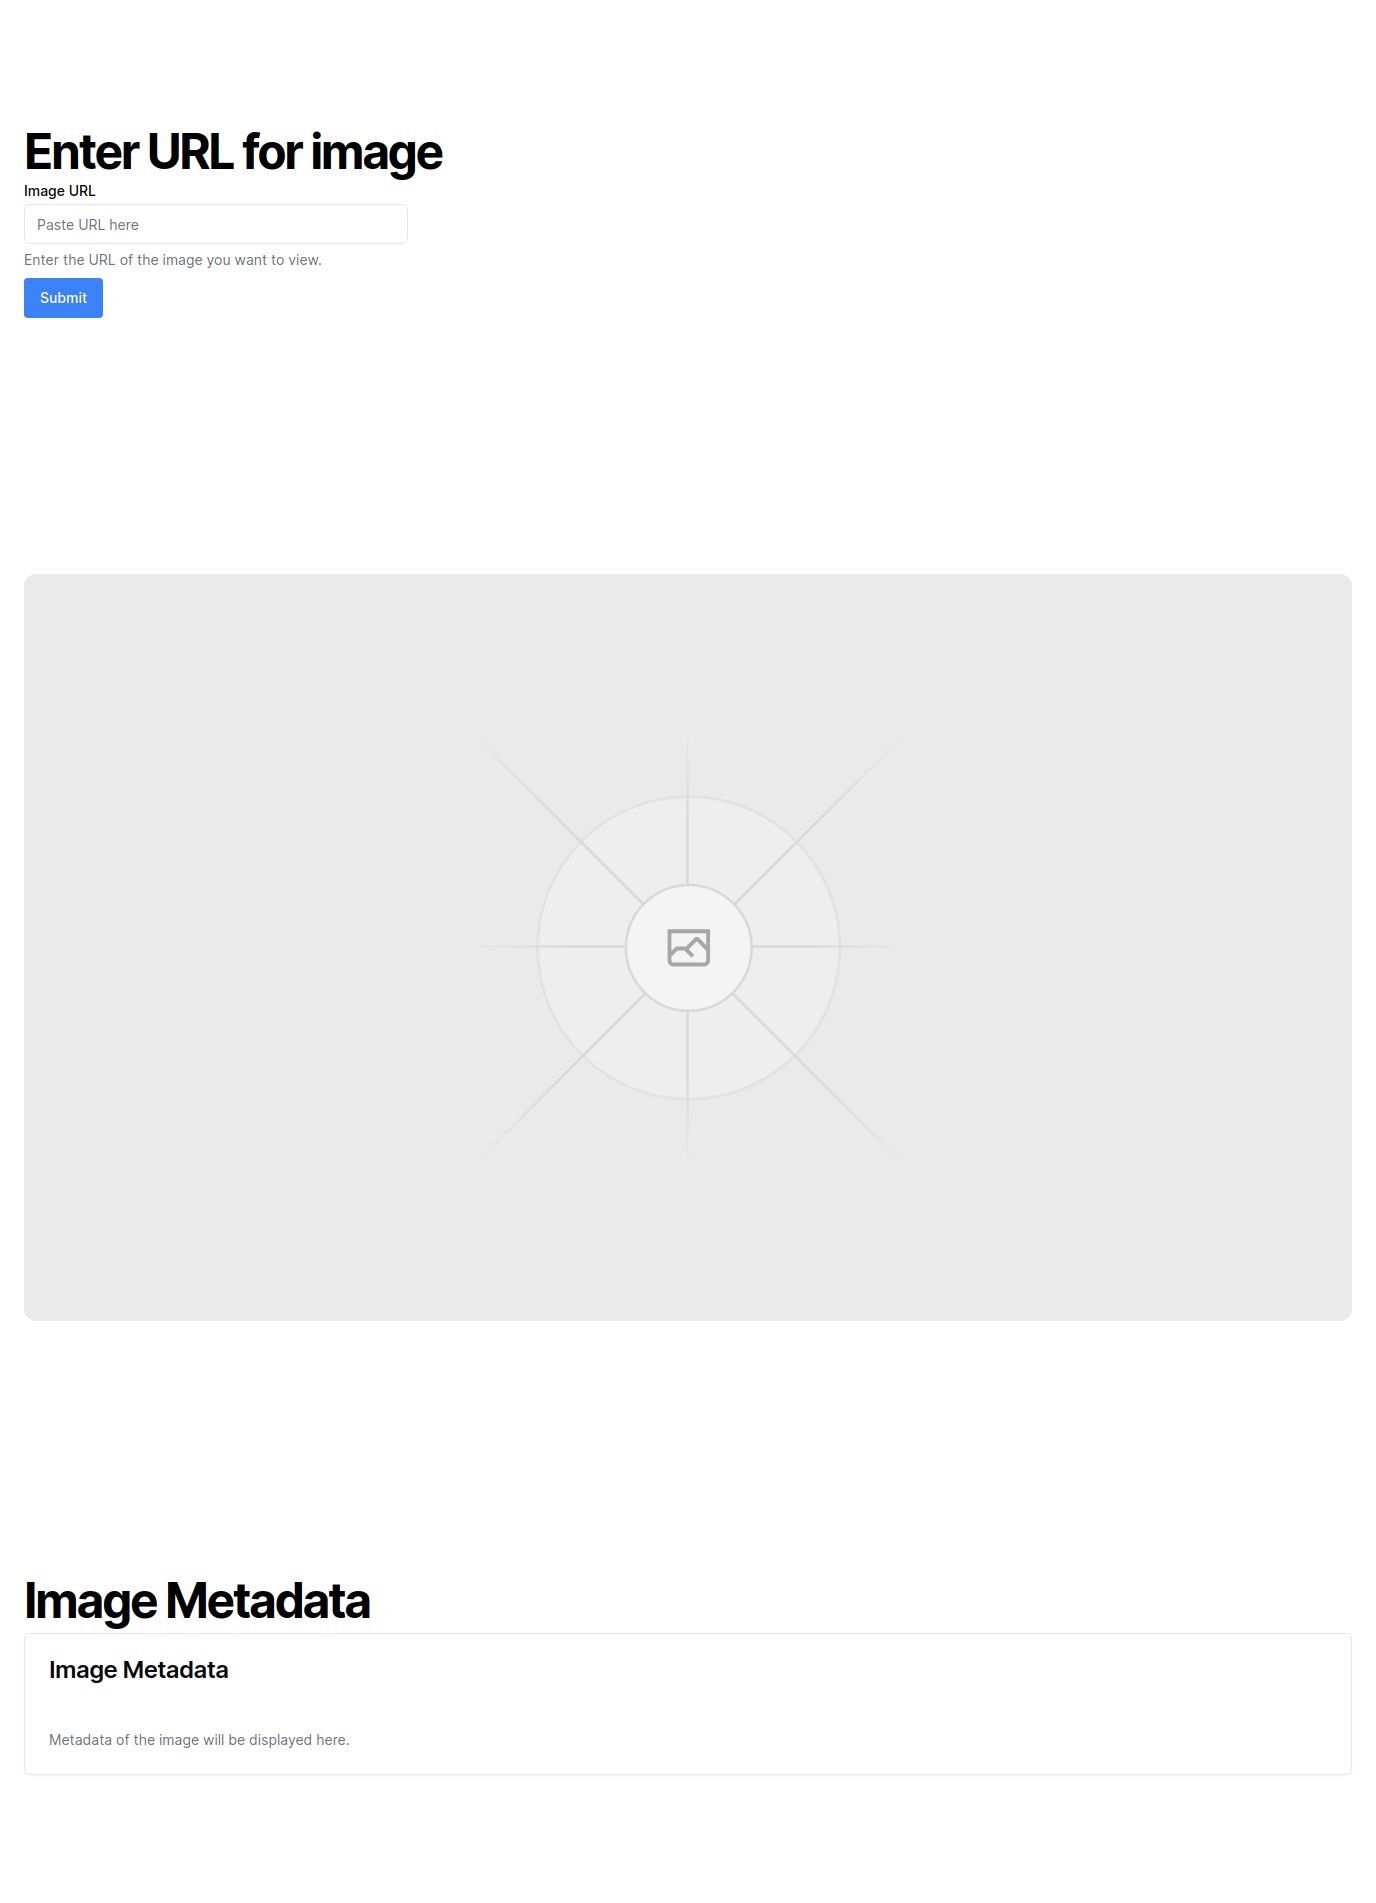 Enter URL for image
Image URL
Paste URL here
Enter the URL of the image you want to view.
Submit
Image Metadata
Image Metadata
Metadata of the image will be displayed here.